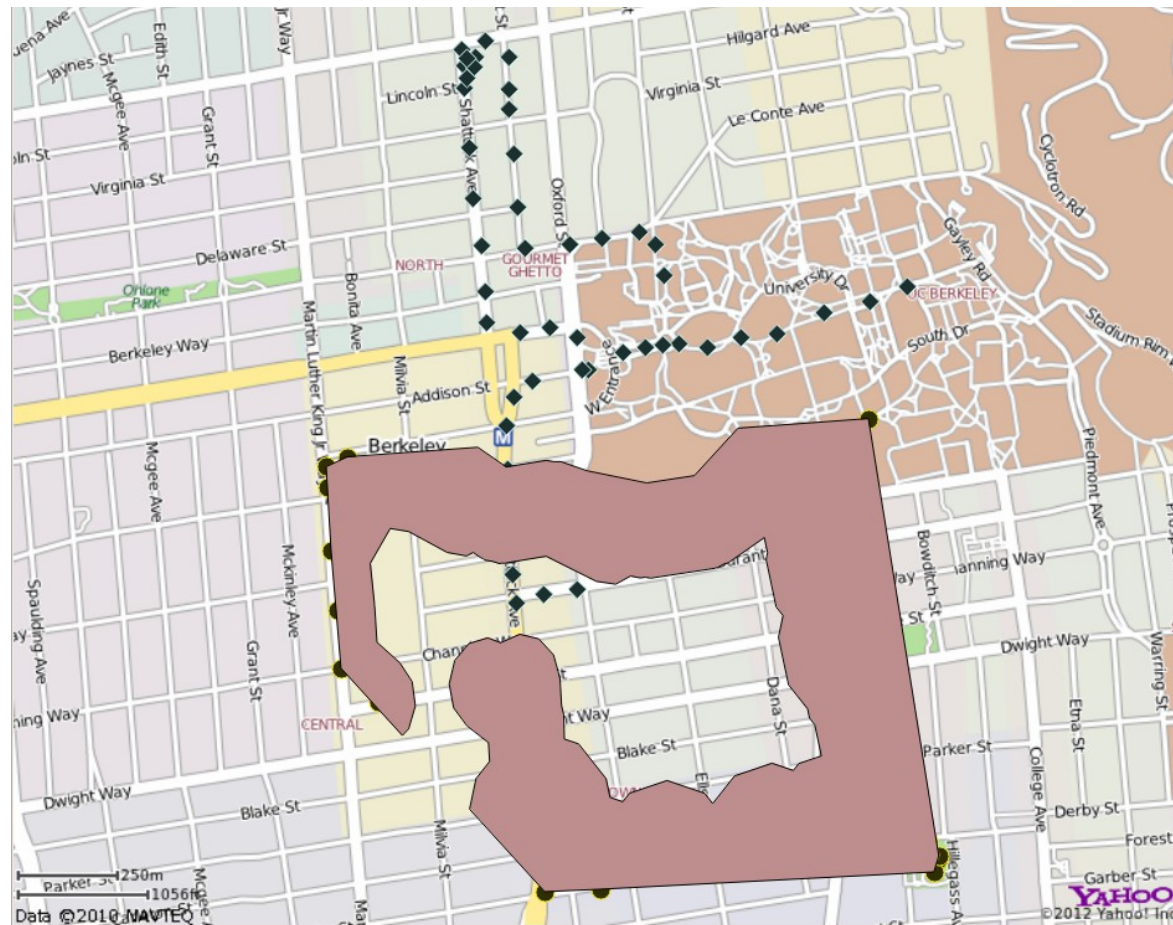 Edith St
Jr Way
Hilgard Ave
Jaynes St
Mcgee Ave
Grant St
Lincoln St
Shattuck Ave
Virginia St
Le Conte Ave
Cyclotron Rd
Virginia St
Oxford St
Gayley Rd
Delaware St
NORTH
GOURMET
GHETTO
Ohlone
Park
Bonita Ave
University Dr
UC BERKELEY
Martin Luther King Jr
Stadium Rim
South Dr
Berkeley Way
W Entrance
Milvia St
Addison St
M
Berkeley
Mcgee Ave
Piedmont Ave
Bowditch St
Mckinley Ave
Spaulding Ave
Grant St
Dwight Way
Warring St
Dana St
CENTRAL
Etna St
Blake St
Parker St
College Ave
Dwight Way
Blake St
Derby St
Milvia St
Hillegass Av
Forest
Garber St
250m
Parker St
1056ft
Mcgee
YAHOO
Data ©2010 NAVTEQ
©2012 Yahoo! Inc